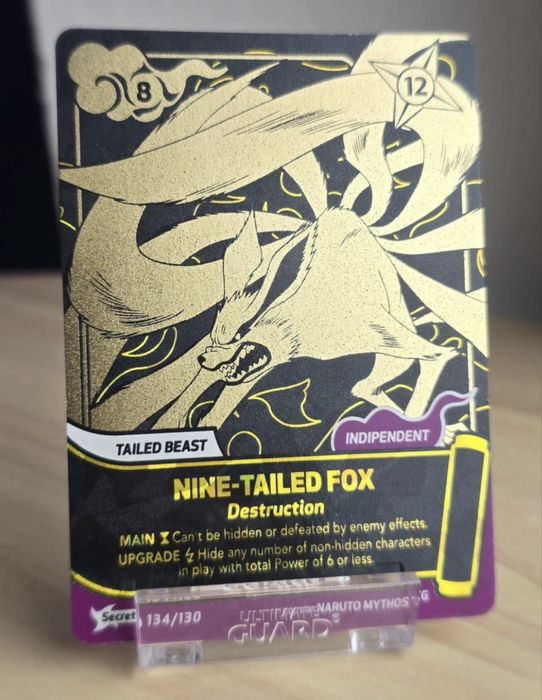 8
12
TAILED BEAST
INDIPENDENT
NINE-TAILED FOX
Destruction
MAIN Can't be hidden or defeated by enemy effects.
UPGRADE Hide any number of non-hidden characters
in play with total Power of 6 or less.
Secret 134/130
NARUTO MYTHOS
ULTIMATE
GUARD®